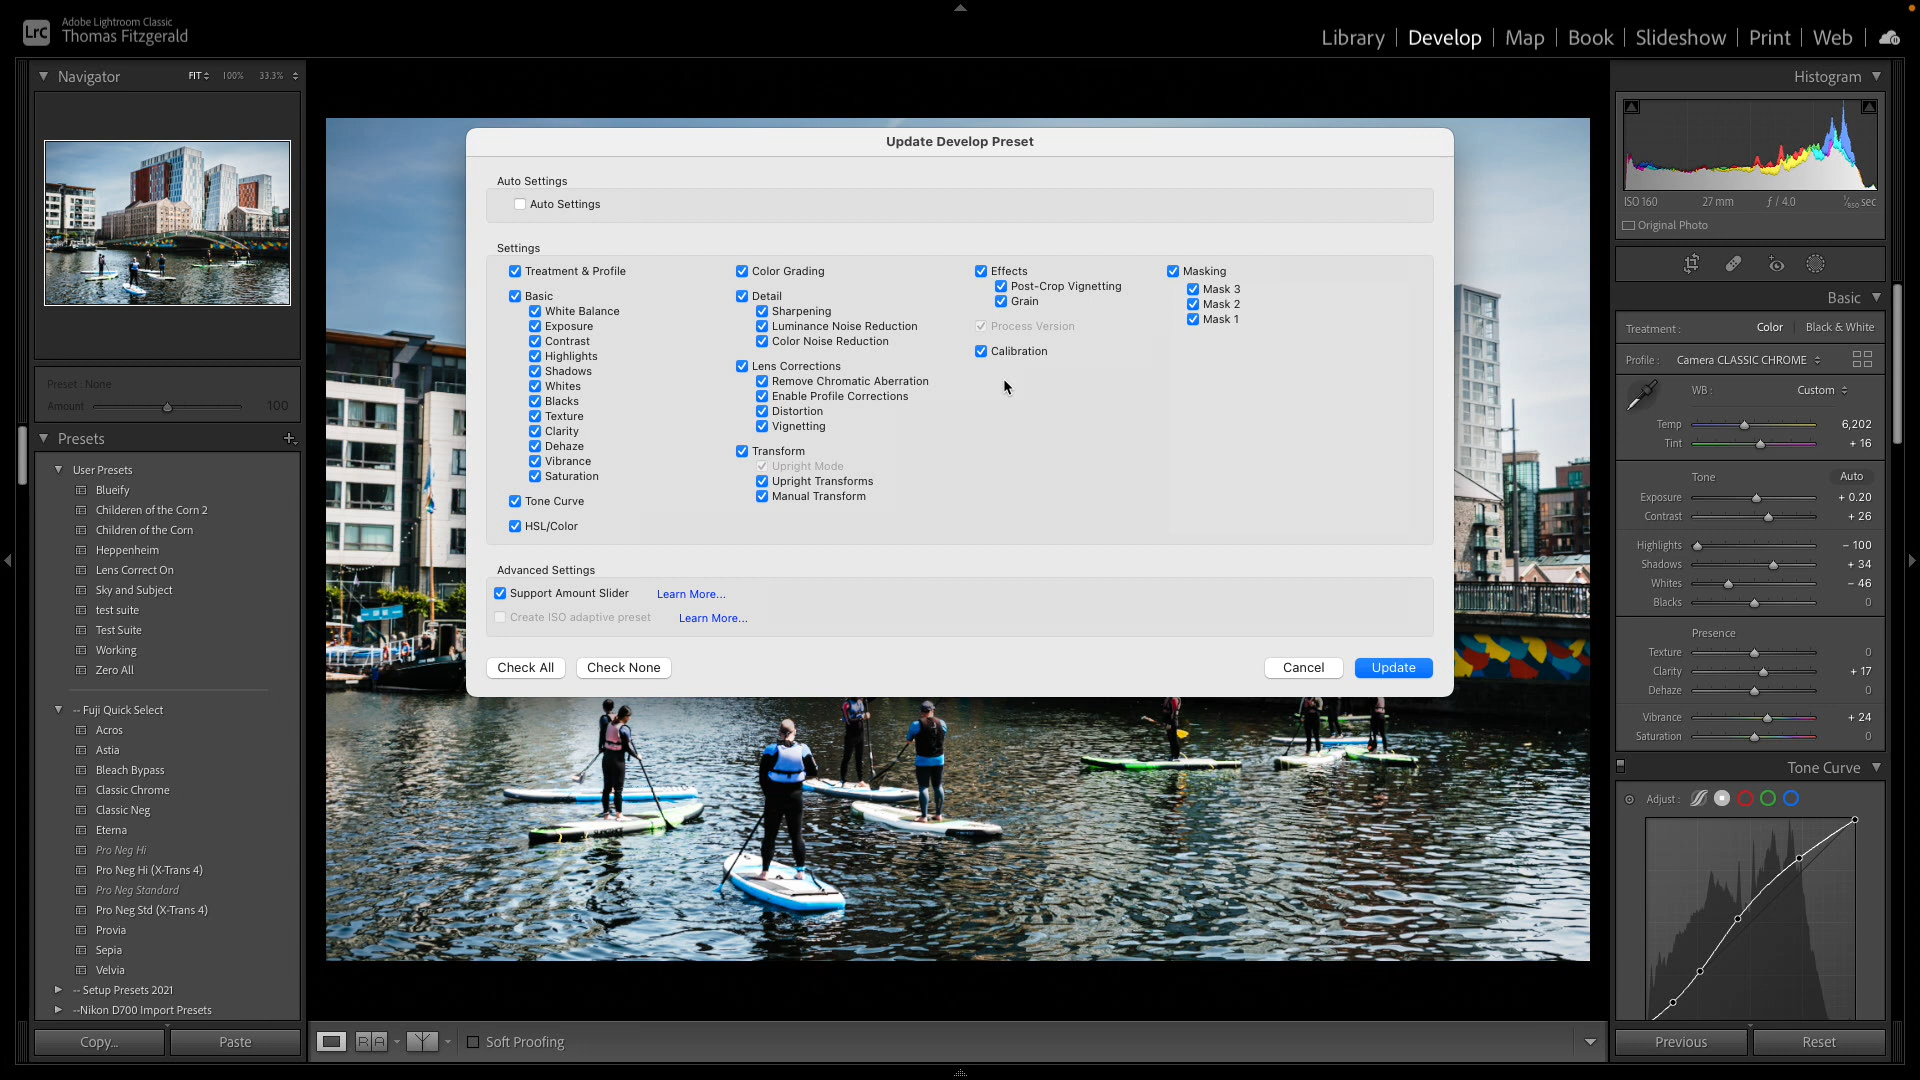 Adobe Lightroom Classic
Thomas Fitzgerald
LrC
Library | Develop | Map | Book | Slideshow | Print | Web
Navigator FIT 100% 33.3%
Preset : None
Amount 100
Presets
User Presets
Blueify
Childeren of the Corn 2
Children of the Corn
Heppenheim
Lens Correct On
Sky and Subject
test suite
Test Suite
Working
Zero All
-- Fuji Quick Select
Acros
Astia
Bleach Bypass
Classic Chrome
Classic Neg
Eterna
Pro Neg Hi
Pro Neg Hi (X-Trans 4)
Pro Neg Standard
Pro Neg Std (X-Trans 4)
Provia
Sepia
Velvia
-- Setup Presets 2021
--Nikon D700 Import Presets
Copy... Paste
Update Develop Preset
Auto Settings
Auto Settings
Settings
Treatment & Profile
Basic
White Balance
Exposure
Contrast
Highlights
Shadows
Whites
Blacks
Texture
Clarity
Dehaze
Vibrance
Saturation
Tone Curve
HSL/Color
Color Grading
Detail
Sharpening
Luminance Noise Reduction
Color Noise Reduction
Lens Corrections
Remove Chromatic Aberration
Enable Profile Corrections
Distortion
Vignetting
Transform
Upright Mode
Upright Transforms
Manual Transform
Effects
Post-Crop Vignetting
Grain
Process Version
Calibration
Masking
Mask 3
Mask 2
Mask 1
Advanced Settings
Support Amount Slider Learn More...
Create ISO adaptive preset Learn More...
Check All Check None Cancel Update
R A Y Soft Proofing
Histogram
ISO 160 27 mm ƒ / 4.0 1/850 sec
Original Photo
Basic
Treatment : Color | Black & White
Profile : Camera CLASSIC CHROME
WB : Custom
Temp 6,202
Tint + 16
Tone Auto
Exposure + 0.20
Contrast + 26
Highlights − 100
Shadows + 34
Whites − 46
Blacks 0
Presence
Texture 0
Clarity + 17
Dehaze 0
Vibrance + 24
Saturation 0
Tone Curve
Adjust :
Previous Reset